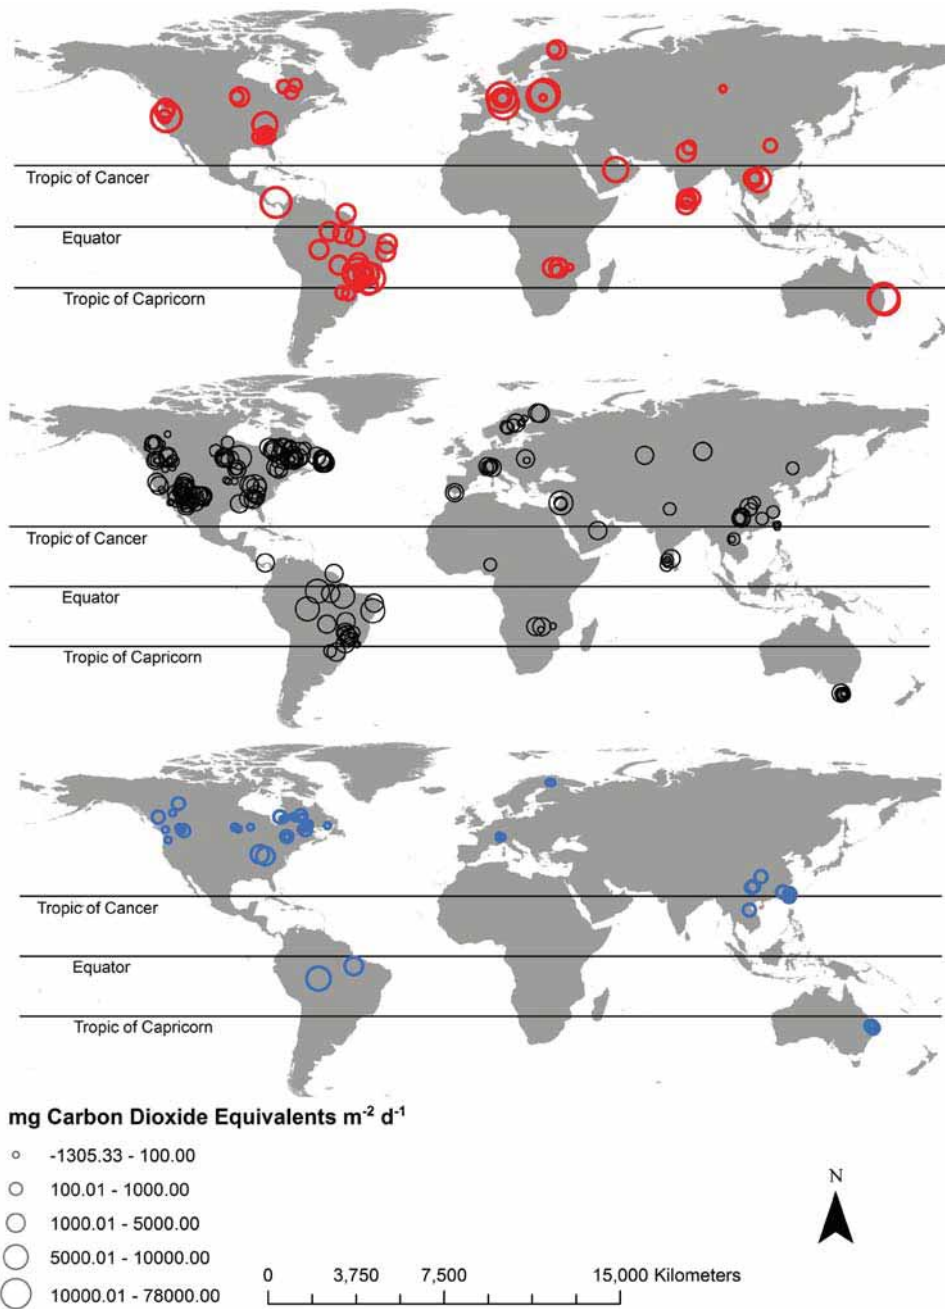 Tropic of Cancer
Equator
Tropic of Capricorn
Tropic of Cancer
Equator
Tropic of Capricorn
Tropic of Cancer
Equator
Tropic of Capricorn
mg Carbon Dioxide Equivalents m⁻² d⁻¹
-1305.33 - 100.00
100.01 - 1000.00
1000.01 - 5000.00
5000.01 - 10000.00
10000.01 - 78000.00
N
0 3,750 7,500 15,000 Kilometers